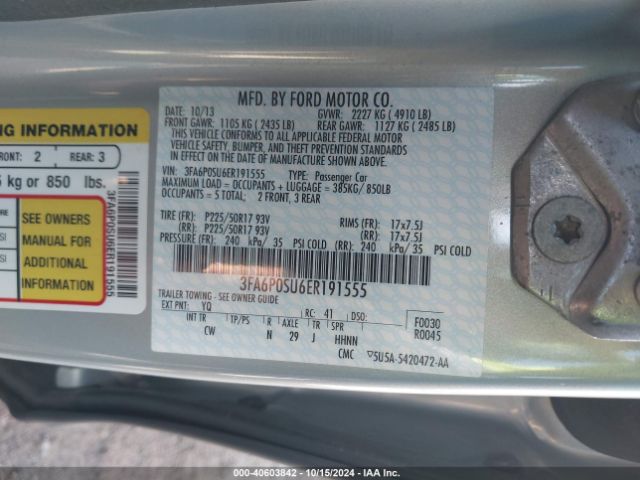 MFD. BY FORD MOTOR CO.
DATE: 10/13 GVWR: 2227 KG ( 4910 LB)
FRONT GAWR: 1105 KG ( 2435 LB) REAR GAWR: 1127 KG ( 2485 LB)
THIS VEHICLE CONFORMS TO ALL APPLICABLE FEDERAL MOTOR
VEHICLE SAFETY, BUMPER, AND THEFT PREVENTION STANDARDS
IN EFFECT ON THE DATE OF MANUFACTURE SHOWN ABOVE.
VIN: 3FA6P0SU6ER191555 TYPE: Passenger Car
MAXIMUM LOAD = OCCUPANTS + LUGGAGE = 385KG/ 850LB
OCCUPANTS = 5 TOTAL: 2 FRONT, 3 REAR
TIRE (FR): P225/50R17 93V RIMS (FR): 17x7.5J
(RR): P225/50R17 93V (RR): 17x7.5J
PRESSURE (FR): 240 kPa/ 35 PSI COLD (RR): 240 kPa/ 35 PSI COLD
3FA6P0SU6ER191555
TRAILER TOWING - SEE OWNER GUIDE
EXT PNT: YQ RC: 41 DSO: F0030
INT TR TP/PS R AXLE TR SPR R0045
CW N 29 J HHNN
CMC ▽5U5A-5420472-AA
NG INFORMATION
FRONT: 2 REAR: 3
5 kg or 850 lbs.
SEE OWNERS
MANUAL FOR
ADDITIONAL
INFORMATION
3FA6P0SU6ER191555
000-40603842 - 10/15/2024 - IAA Inc.